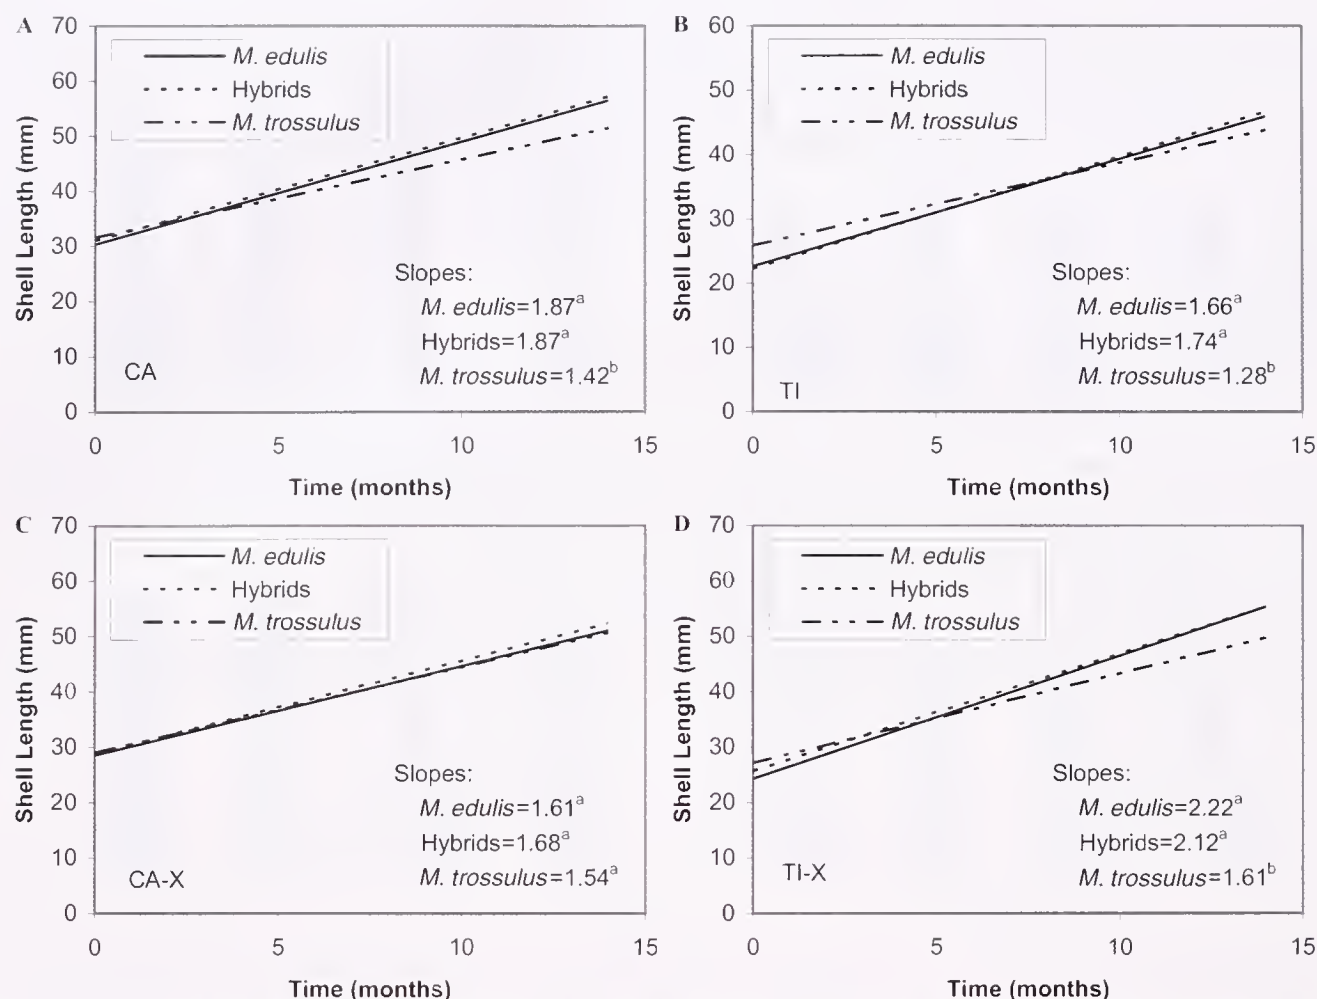 A
70
60
50
40
30
20
10
0
Shell Length (mm)
M. edulis
Hybrids
M. trossulus
Slopes:
M. edulis=1.87ᵃ
Hybrids=1.87ᵃ
M. trossulus=1.42ᵇ
CA
0 5 10 15
Time (months)
B
60
50
40
30
20
10
0
Shell Length (mm)
M. edulis
Hybrids
M. trossulus
Slopes:
M. edulis=1.66ᵃ
Hybrids=1.74ᵃ
M. trossulus=1.28ᵇ
TI
0 5 10 15
Time (months)
C
70
60
50
40
30
20
10
0
Shell Length (mm)
M. edulis
Hybrids
M. trossulus
Slopes:
M. edulis=1.61ᵃ
Hybrids=1.68ᵃ
M. trossulus=1.54ᵃ
CA-X
0 5 10 15
Time (months)
D
70
60
50
40
30
20
10
0
Shell Length (mm)
M. edulis
Hybrids
M. trossulus
Slopes:
M. edulis=2.22ᵃ
Hybrids=2.12ᵃ
M. trossulus=1.61ᵇ
TI-X
0 5 10 15
Time (months)